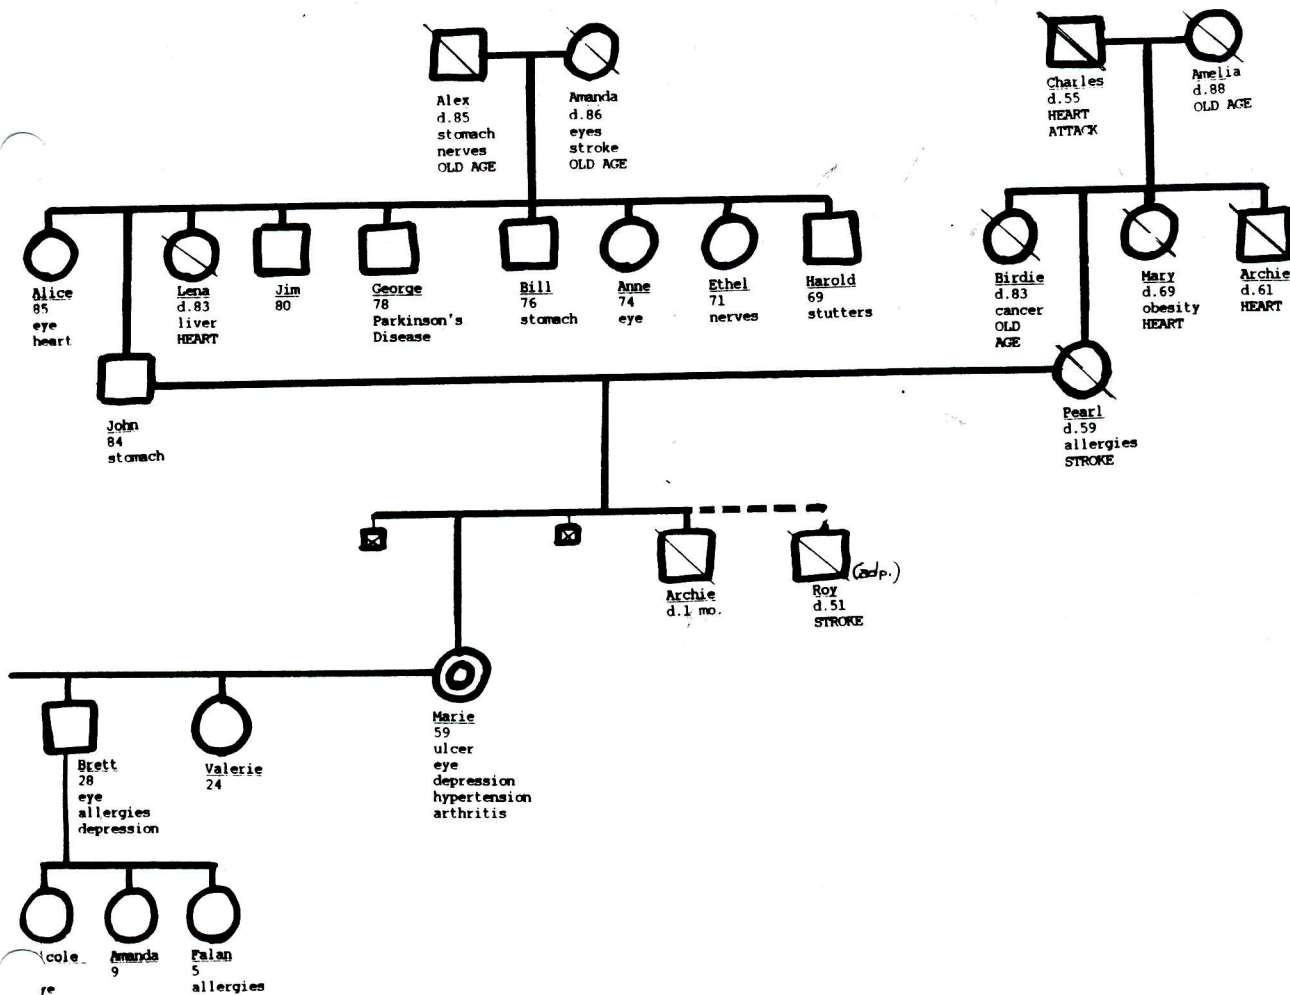 Alex
d.85
stomach
nerves
OLD AGE
Amanda
d.86
eyes
stroke
OLD AGE
Charles
d.55
HEART
ATTACK
Amelia
d.88
OLD AGE
Alice
85
eye
heart
Lena
d.83
liver
HEART
Jim
80
George
78
Parkinson's
Disease
Bill
76
stomach
Anne
74
eye
Ethel
71
nerves
Harold
69
stutters
Birdie
d.83
cancer
OLD
AGE
Mary
d.69
obesity
HEART
Archie
d.61
HEART
John
84
stomach
Pearl
d.59
allergies
STROKE
Archie
d.1 mo.
(adp.)
Roy
d.51
STROKE
Marie
59
ulcer
eye
depression
hypertension
arthritis
Brett
28
eye
allergies
depression
Valerie
24
Amanda
9
Falan
5
allergies